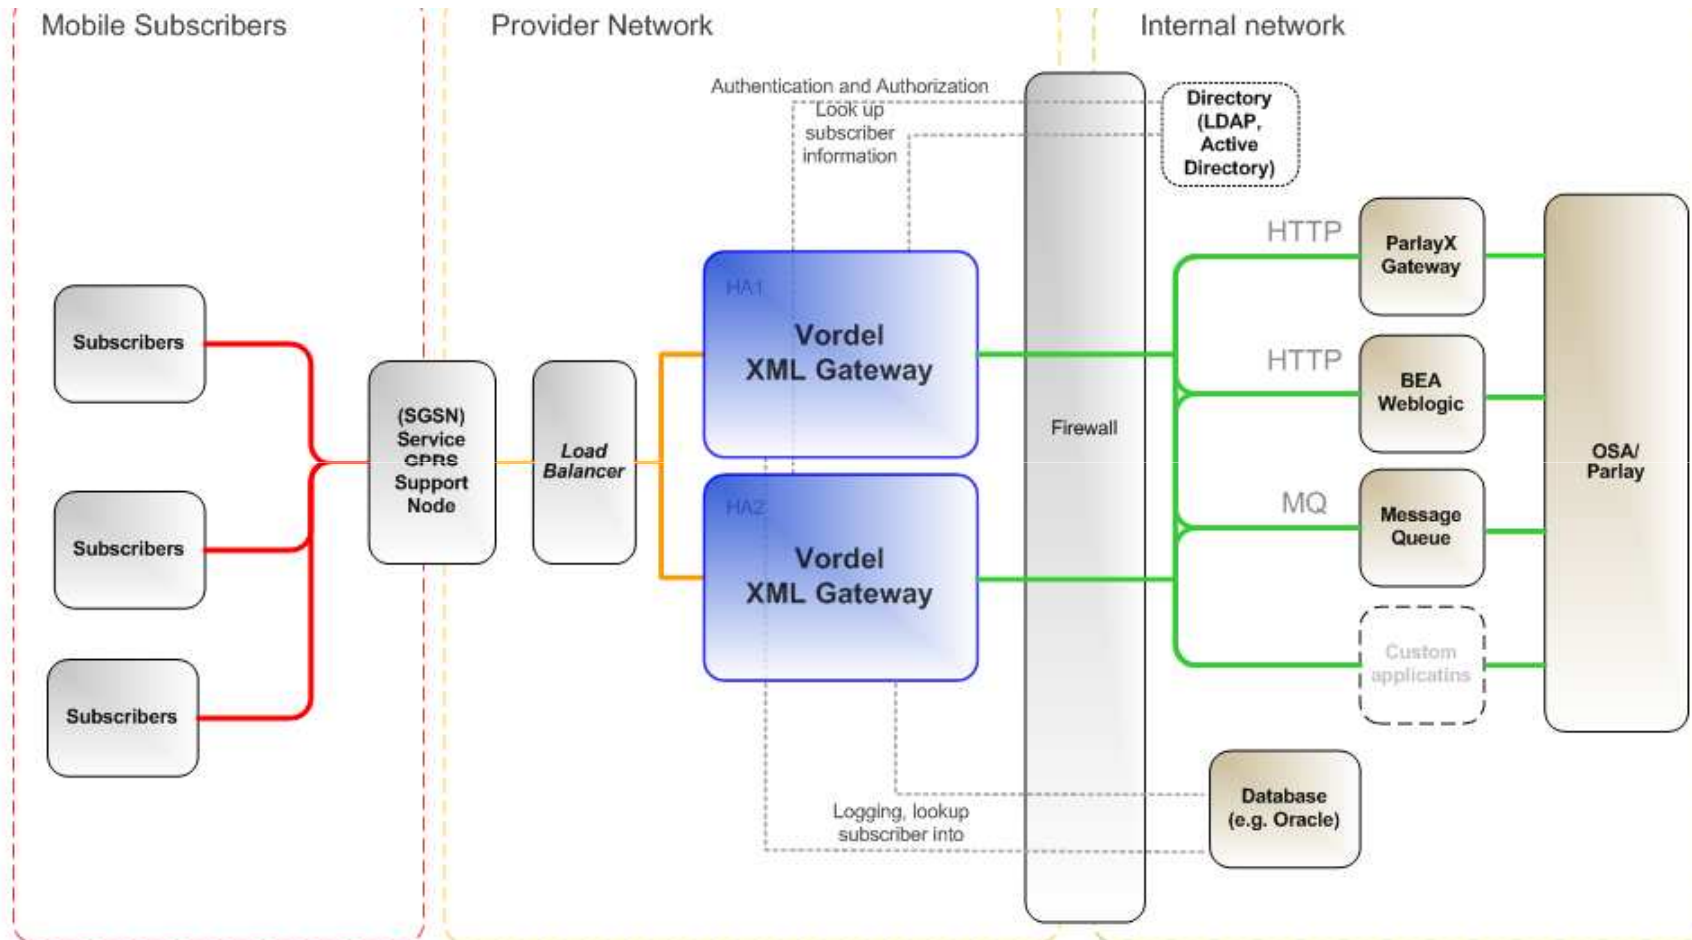 Mobile Subscribers
Provider Network
Internal network
Authentication and Authorization
Look up
subscriber
information
Directory
(LDAP,
Active
Directory)
HTTP
ParlayX
Gateway
HA1
Vordel
XML Gateway
Subscribers
HTTP
BEA
Weblogic
(SGSN)
Service
GPRS
Support
Node
Load
Balancer
Firewall
OSA/
Parlay
HA2
Vordel
XML Gateway
MQ
Message
Queue
Subscribers
Custom
applicatins
Subscribers
Logging, lookup
subscriber into
Database
(e.g. Oracle)